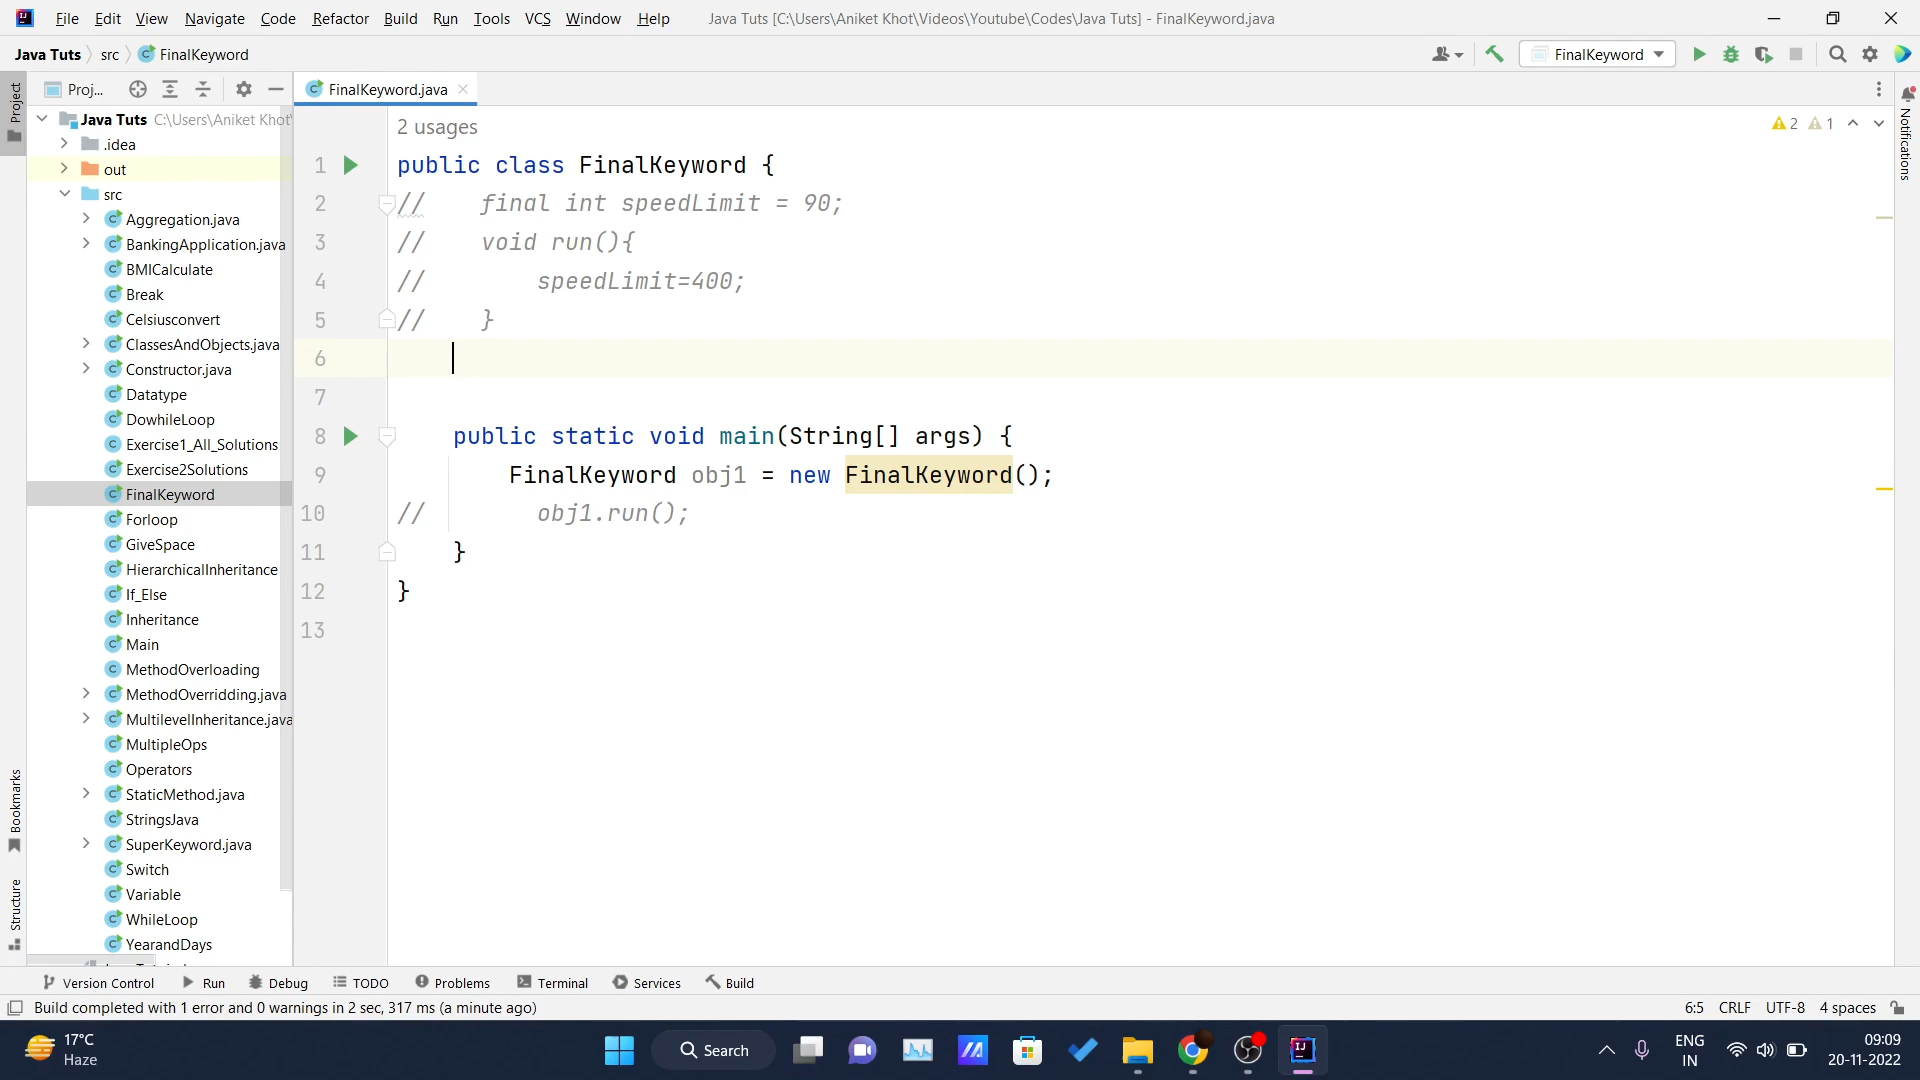 File Edit View Navigate Code Refactor Build Run Tools VCS Window Help Java Tuts [C:\Users\Aniket Khot\Videos\Youtube\Codes\Java Tuts] - FinalKeyword.java
Java Tuts src FinalKeyword FinalKeyword
Project
Proj...
FinalKeyword.java
Notifications
Java Tuts C:\Users\Aniket Khot
.idea
out
src
Aggregation.java
BankingApplication.java
BMICalculate
Break
Celsiusconvert
ClassesAndObjects.java
Constructor.java
Datatype
DowhileLoop
Exercise1_All_Solutions
Exercise2Solutions
FinalKeyword
Forloop
GiveSpace
HierarchicalInheritance
If_Else
Inheritance
Main
MethodOverloading
MethodOverridding.java
MultilevelInheritance.java
MultipleOps
Operators
StaticMethod.java
StringsJava
SuperKeyword.java
Switch
Variable
WhileLoop
YearandDays
Bookmarks
Structure
2 usages
2 1
1 public class FinalKeyword {
2 // final int speedLimit = 90;
3 // void run(){
4 // speedLimit=400;
5 // }
6
7
8 public static void main(String[] args) {
9 FinalKeyword obj1 = new FinalKeyword();
10 // obj1.run();
11 }
12 }
13
Version Control Run Debug TODO Problems Terminal Services Build
Build completed with 1 error and 0 warnings in 2 sec, 317 ms (a minute ago) 6:5 CRLF UTF-8 4 spaces
17°C
Haze
Search
ENG
IN
09:09
20-11-2022